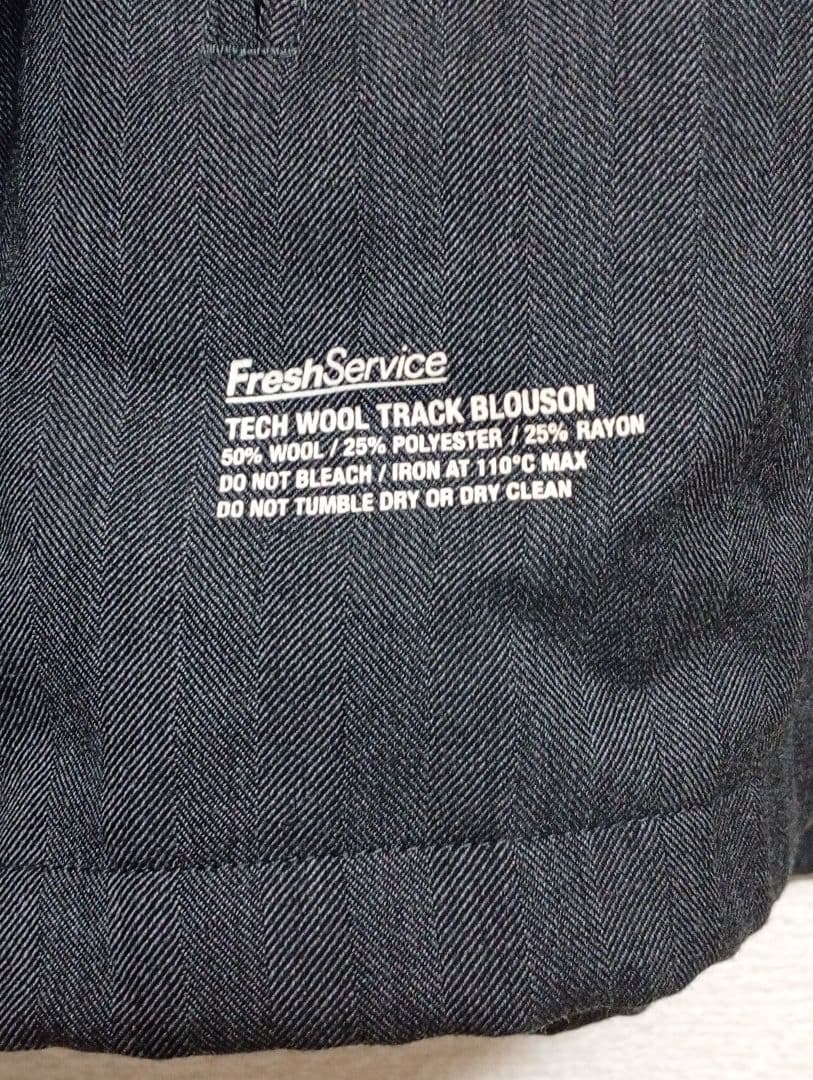 FreshService
TECH WOOL TRACK BLOUSON
50% WOOL / 25% POLYESTER / 25% RAYON
DO NOT BLEACH / IRON AT 110°C MAX
DO NOT TUMBLE DRY OR DRY CLEAN